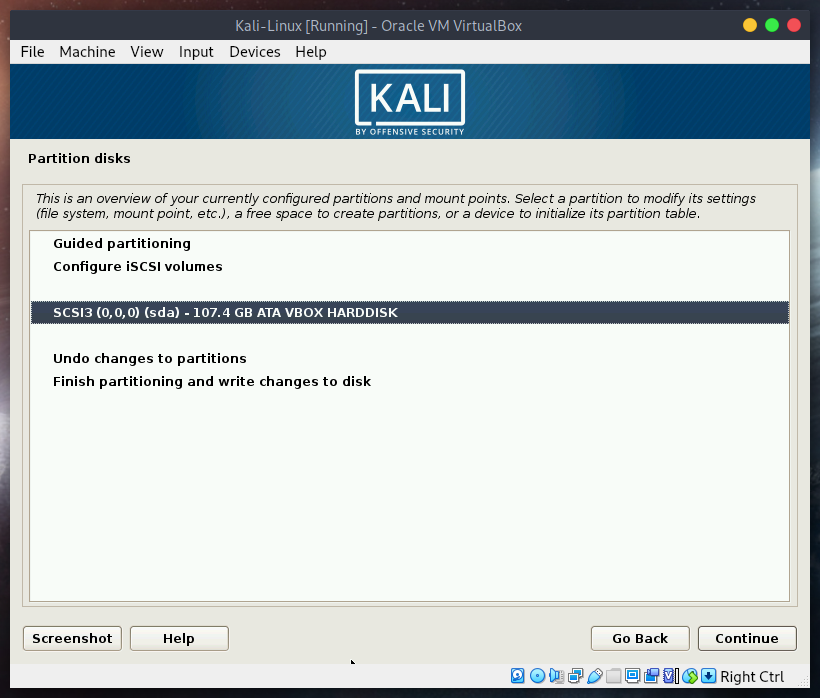 Kali-Linux [Running] - Oracle VM VirtualBox
File Machine View Input Devices Help
KALI
BY OFFENSIVE SECURITY
Partition disks
This is an overview of your currently configured partitions and mount points. Select a partition to modify its settings
(file system, mount point, etc.), a free space to create partitions, or a device to initialize its partition table.
Guided partitioning
Configure iSCSI volumes
SCSI3 (0,0,0) (sda) - 107.4 GB ATA VBOX HARDDISK
Undo changes to partitions
Finish partitioning and write changes to disk
Screenshot Help Go Back Continue
Right Ctrl